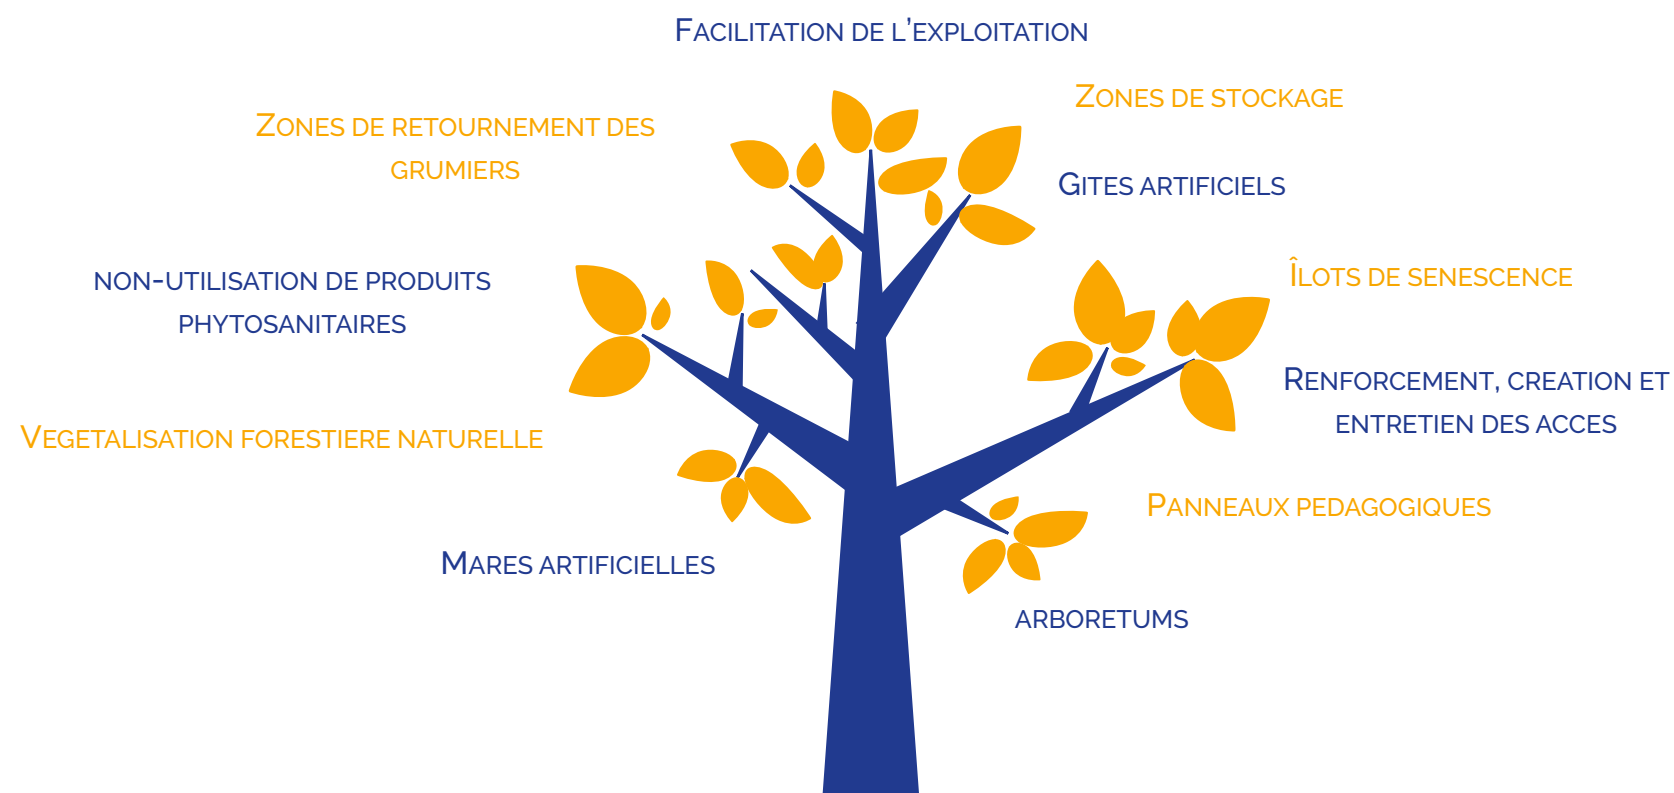 FACILITATION DE L'EXPLOITATION
ZONES DE STOCKAGE
ZONES DE RETOURNEMENT DES
GRUMIERS
GITES ARTIFICIELS
NON-UTILISATION DE PRODUITS
PHYTOSANITAIRES
ÎLOTS DE SENESCENCE
RENFORCEMENT, CREATION ET
ENTRETIEN DES ACCES
VEGETALISATION FORESTIERE NATURELLE
PANNEAUX PEDAGOGIQUES
MARES ARTIFICIELLES
ARBORETUMS